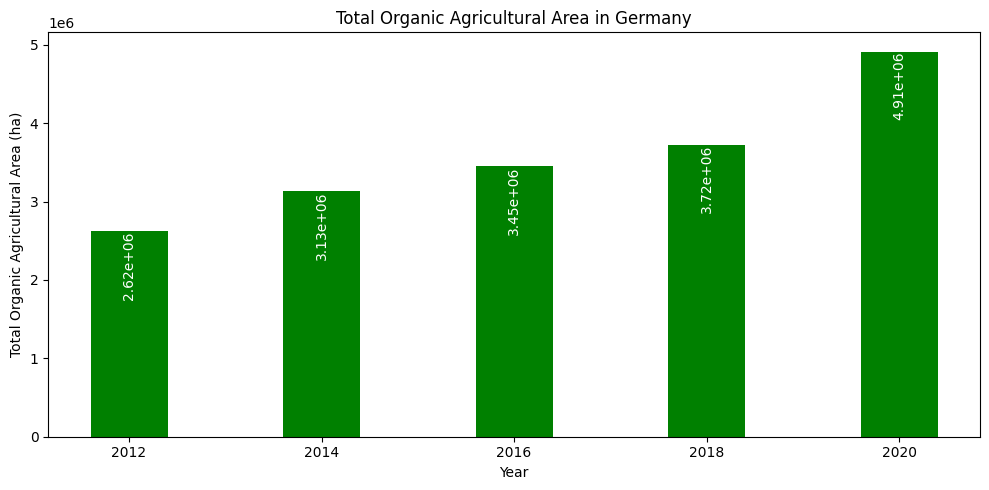 Total Organic Agricultural Area in Germany
1e6
Total Organic Agricultural Area (ha)
5
4
3
2
1
0
2.62e+06
3.13e+06
3.45e+06
3.72e+06
4.91e+06
2012
2014
2016
2018
2020
Year